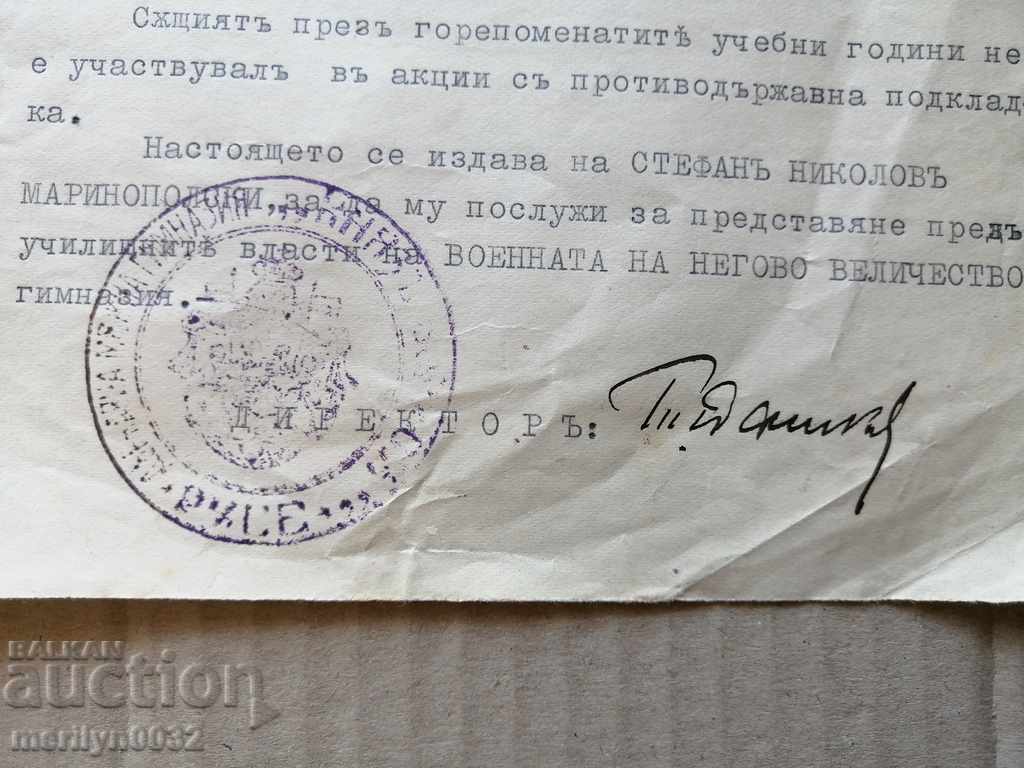 Сѫщиятъ презъ горепоменатитѣ учебни години не
е участвувалъ въ акции съ противодържавна подклад-
ка.
Настоящето се издава на СТЕФАНЪ НИКОЛОВЪ
МАРИНОПОЛСКИ, за да му послужи за представяне предъ
училищнитѣ власти на ВОЕННАТА НА НЕГОВО ВЕЛИЧЕСТВО
гимназия.-
ДИРЕКТОРЪ:
РУСЕ
BALKAN
auction
merilyn0032